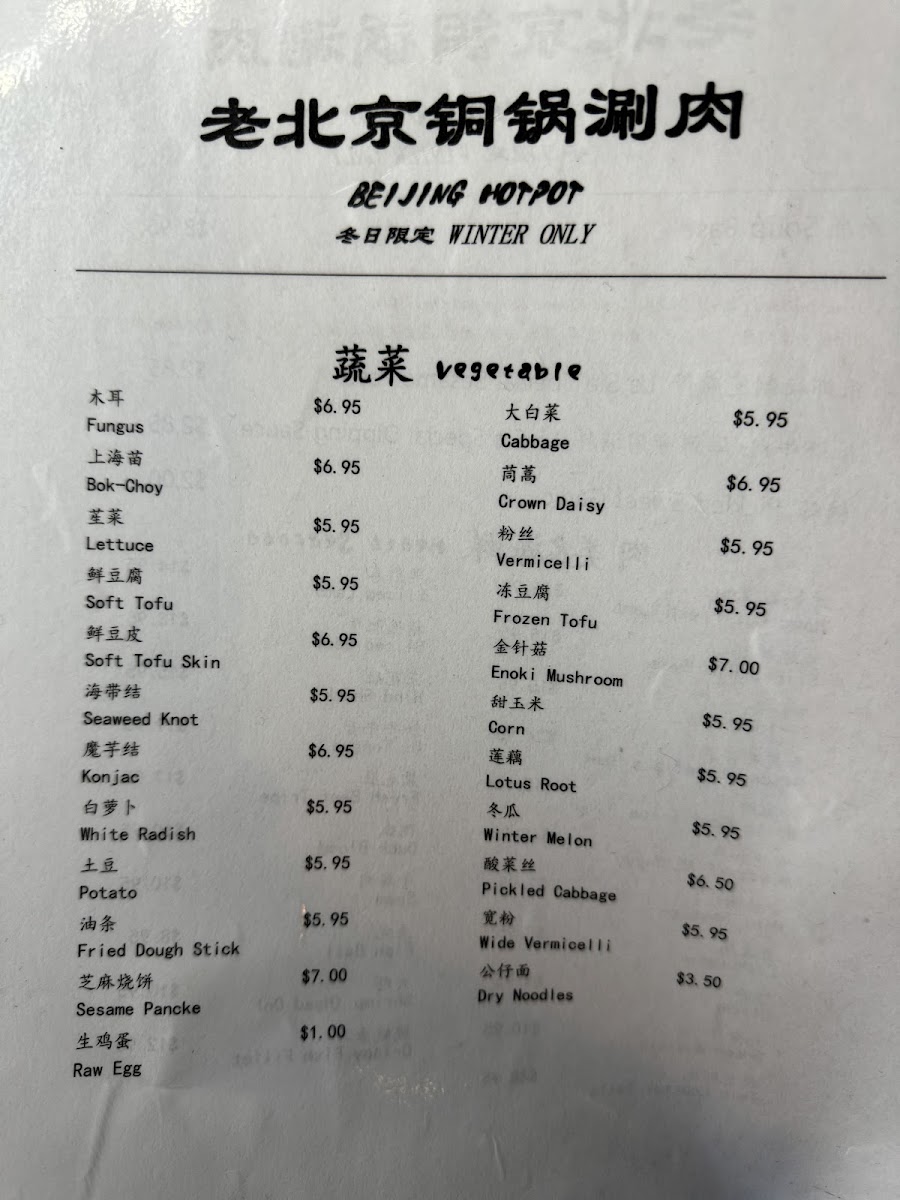 老北京铜锅涮肉
BEIJING HOTPOT
冬日限定 WINTER ONLY
蔬菜 vegetable
木耳 $6.95
Fungus
上海苗 $6.95
Bok-Choy
茎菜 $5.95
Lettuce
鲜豆腐 $5.95
Soft Tofu
鲜豆皮 $6.95
Soft Tofu Skin
海带结 $5.95
Seaweed Knot
魔芋结 $6.95
Konjac
白萝卜 $5.95
White Radish
土豆 $5.95
Potato
油条 $5.95
Fried Dough Stick
芝麻烧饼 $7.00
Sesame Pancke
生鸡蛋 $1.00
Raw Egg
大白菜 $5.95
Cabbage
茼蒿 $6.95
Crown Daisy
粉丝 $5.95
Vermicelli
冻豆腐 $5.95
Frozen Tofu
金针菇 $7.00
Enoki Mushroom
甜玉米 $5.95
Corn
莲藕 $5.95
Lotus Root
冬瓜 $5.95
Winter Melon
酸菜丝 $6.50
Pickled Cabbage
宽粉 $5.95
Wide Vermicelli
公仔面 $3.50
Dry Noodles